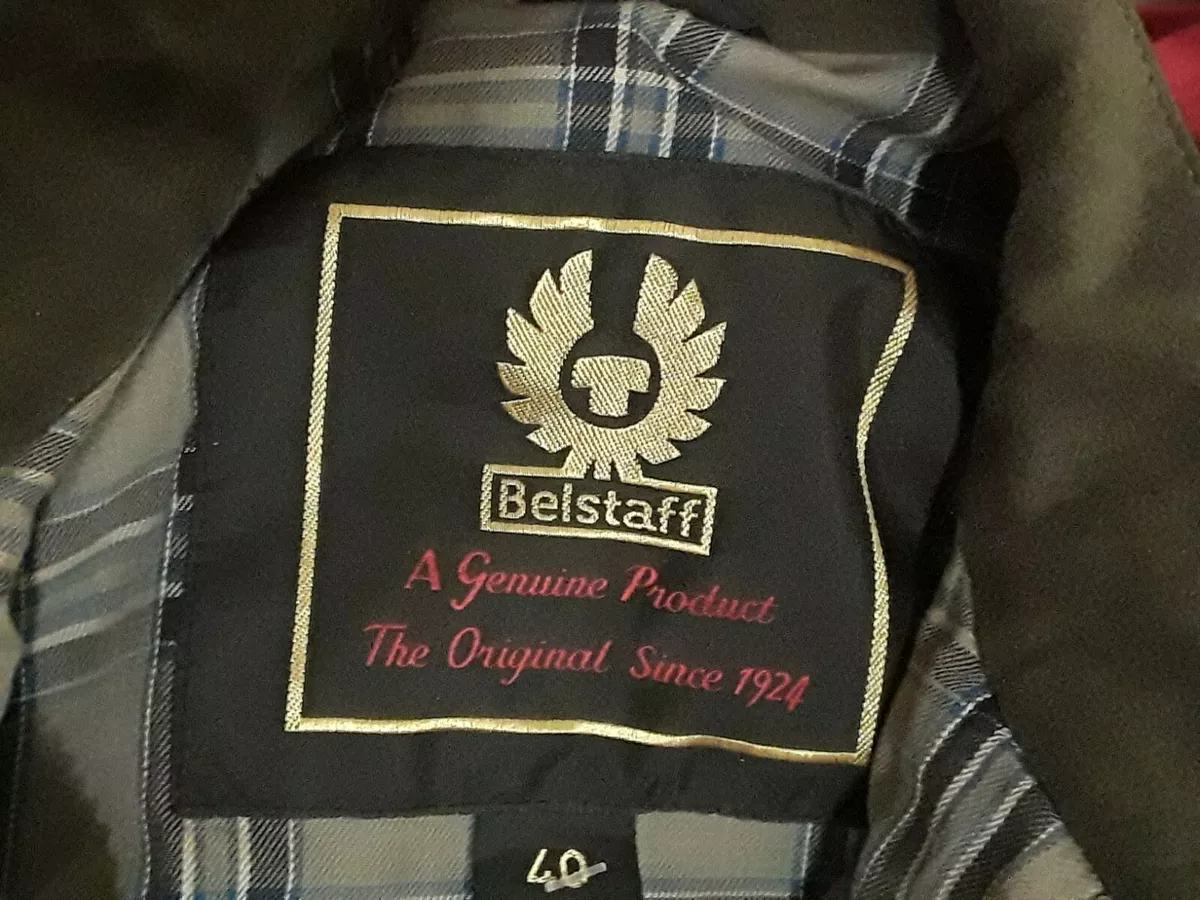 Belstaff
A Genuine Product
The Original Since 1924
40